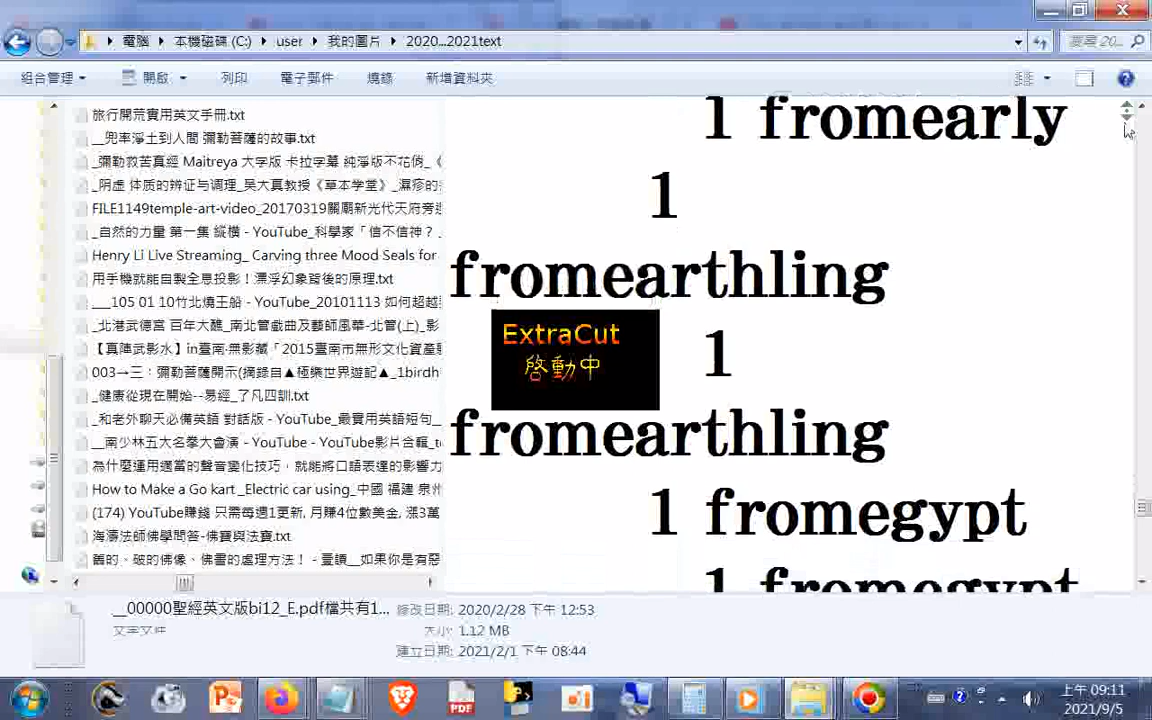 電腦 ▸ 本機磁碟 (C:) ▸ user ▸ 我的圖片 ▸ 2020...2021text
組合管理 開啟 列印 電子郵件 燒錄 新增資料夾
旅行開荒實用英文手冊.txt
__兜率淨土到人間 彌勒菩薩的故事.txt
_彌勒救苦真經 Maitreya 大字版 卡拉字幕 純淨版不花俏_《
_阴虚 体质的辨证与调理_吴大真教授《草本学堂》_濕疹的
FILE1149temple-art-video_20170319關廟新光代天府旁邊
_自然的力量 第一集 縱橫 - YouTube_科學家「信不信神？」
Henry Li Live Streaming_ Carving three Mood Seals for
用手機就能自製全息投影！漂浮幻象背後的原理.txt
___105 01 10竹北燒王船 - YouTube_20101113 如何超越
_北港武德宮 百年大醮_南北管戲曲及藝師風華-北管(上)_影
【真陣武影水】in臺南·無影藏「2015臺南市無形文化資產
003→三：彌勒菩薩開示(摘錄目▲極樂世界遊記▲_1birdh
_健康從現在開始--易經_了凡四訓.txt
_和老外聊天必備英語 對話版 - YouTube_最實用英語短句__
__南少林五大名拳大會演 - YouTube - YouTube影片合輯_to
為什麼運用適當的聲音變化技巧，就能將口語表達的影響力
How to Make a Go kart _Electric car using_中國 福建 泉州
(174) YouTube賺錢 只需每週1更新, 月賺4位數美金, 漲3萬
海濤法師佛學問答-佛寶與法寶.txt
舊的、破的佛像、佛書的處理方法！ - 壹讀__如果你是有惡
1 fromearly
1
fromearthling
ExtraCut
啓動中
1
fromearthling
1 fromegypt
1 fromegypt
__00000聖經英文版bi12_E.pdf檔共有1...
文字文件
修改日期: 2020/2/28 下午 12:53
大小: 1.12 MB
建立日期: 2021/2/1 下午 08:44
上午 09:11
2021/9/5